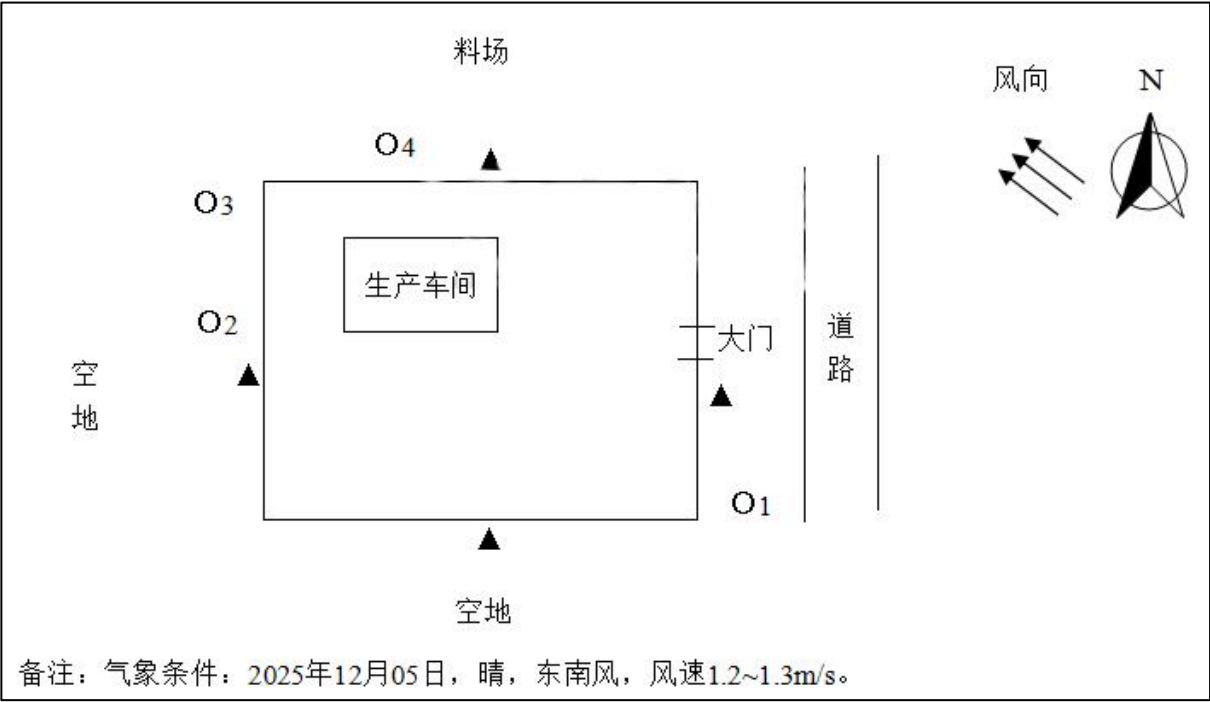 料场
风向
N
O4
O3
生产车间
O2
大门
道路
空地
O1
空地
备注：气象条件：2025年12月05日，晴，东南风，风速1.2~1.3m/s。